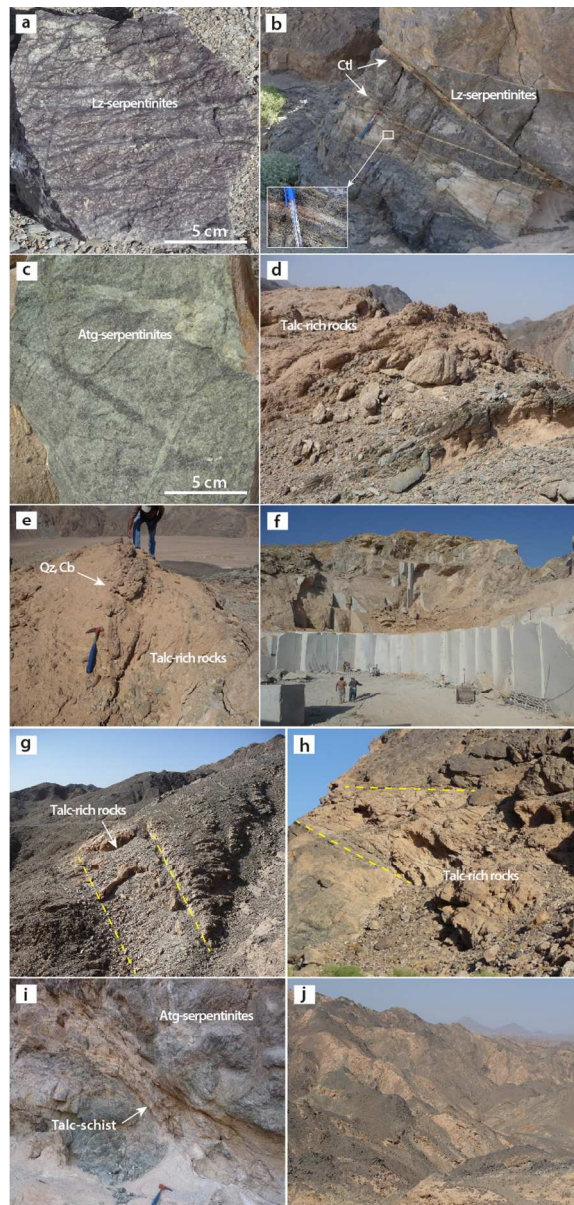 a
Lz-serpentinites
5 cm
b
Ctl
Lz-serpentinites
c
Atg-serpentinites
5 cm
d
Talc-rich rocks
e
Qz, Cb
Talc-rich rocks
f
g
Talc-rich rocks
h
Talc-rich rocks
i
Atg-serpentinites
Talc-schist
j